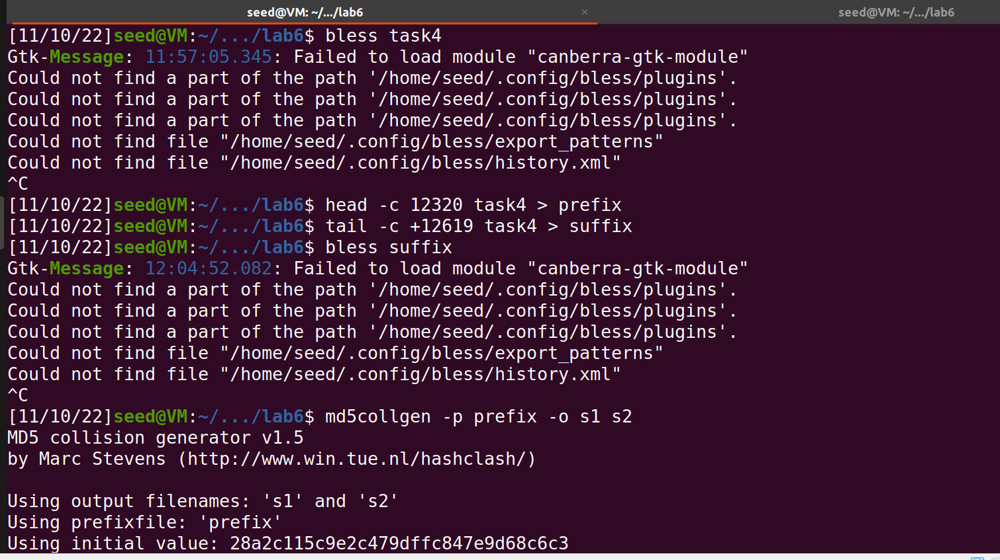 seed@VM: ~/.../lab6 × seed@VM: ~/.../lab6
[11/10/22]seed@VM:~/.../lab6$ bless task4
Gtk-Message: 11:57:05.345: Failed to load module "canberra-gtk-module"
Could not find a part of the path '/home/seed/.config/bless/plugins'.
Could not find a part of the path '/home/seed/.config/bless/plugins'.
Could not find a part of the path '/home/seed/.config/bless/plugins'.
Could not find file "/home/seed/.config/bless/export_patterns"
Could not find file "/home/seed/.config/bless/history.xml"
^C
[11/10/22]seed@VM:~/.../lab6$ head -c 12320 task4 > prefix
[11/10/22]seed@VM:~/.../lab6$ tail -c +12619 task4 > suffix
[11/10/22]seed@VM:~/.../lab6$ bless suffix
Gtk-Message: 12:04:52.082: Failed to load module "canberra-gtk-module"
Could not find a part of the path '/home/seed/.config/bless/plugins'.
Could not find a part of the path '/home/seed/.config/bless/plugins'.
Could not find a part of the path '/home/seed/.config/bless/plugins'.
Could not find file "/home/seed/.config/bless/export_patterns"
Could not find file "/home/seed/.config/bless/history.xml"
^C
[11/10/22]seed@VM:~/.../lab6$ md5collgen -p prefix -o s1 s2
MD5 collision generator v1.5
by Marc Stevens (http://www.win.tue.nl/hashclash/)

Using output filenames: 's1' and 's2'
Using prefixfile: 'prefix'
Using initial value: 28a2c115c9e2c479dffc847e9d68c6c3